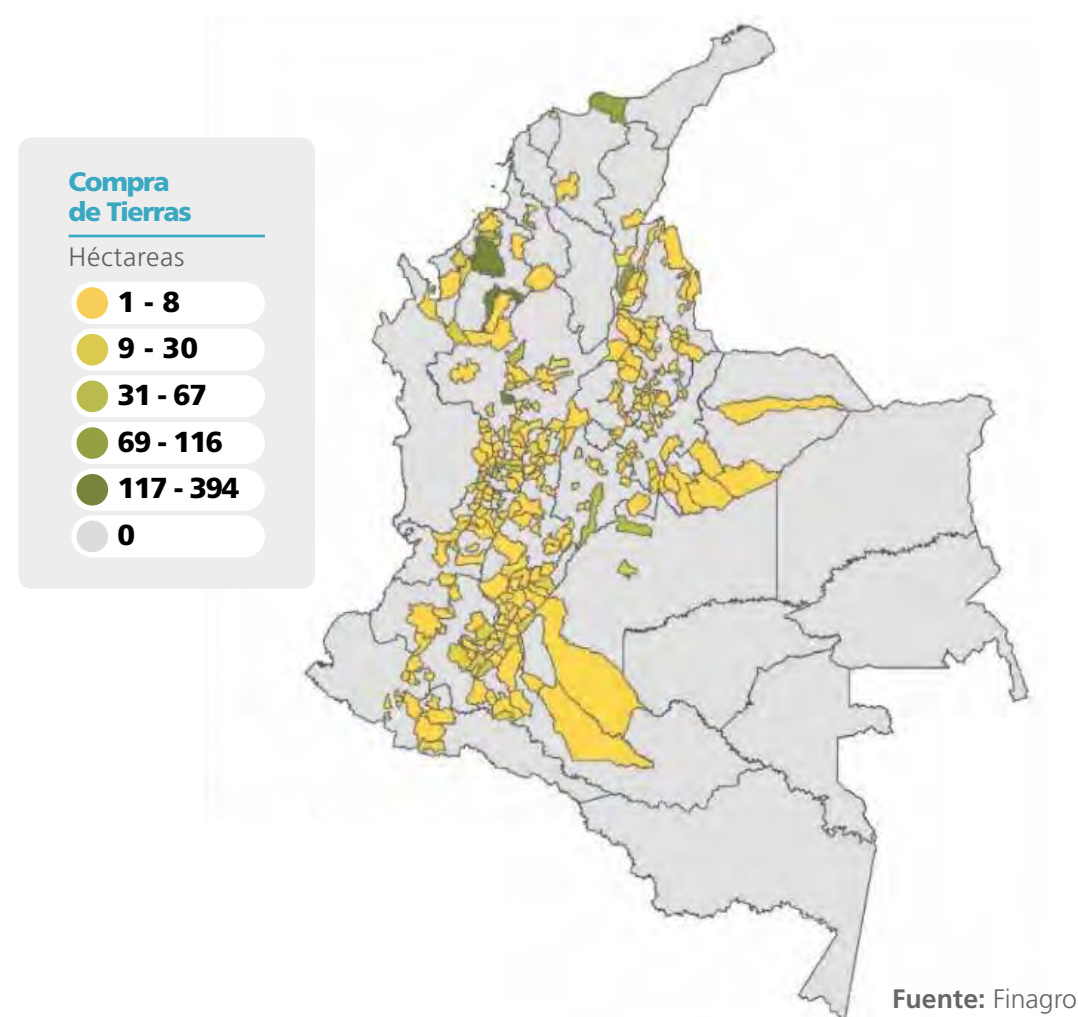 Compra
de Tierras
Héctareas
1 - 8
9 - 30
31 - 67
69 - 116
117 - 394
0
Fuente: Finagro